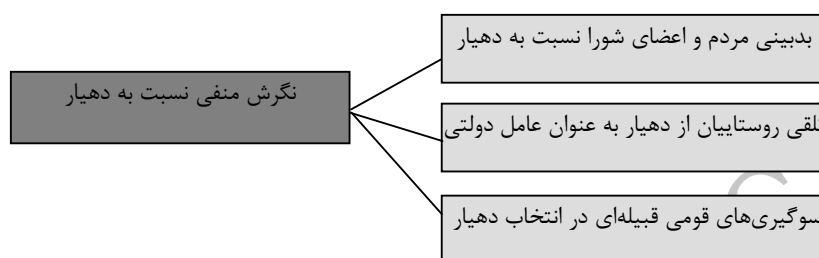 بدبینی مردم و اعضای شورا نسبت به دهیار
نگرش منفی نسبت به دهیار
تلقی روستاییان از دهیار به عنوان عامل دولتی
سوگیری‌های قومی قبیله‌ای در انتخاب دهیار